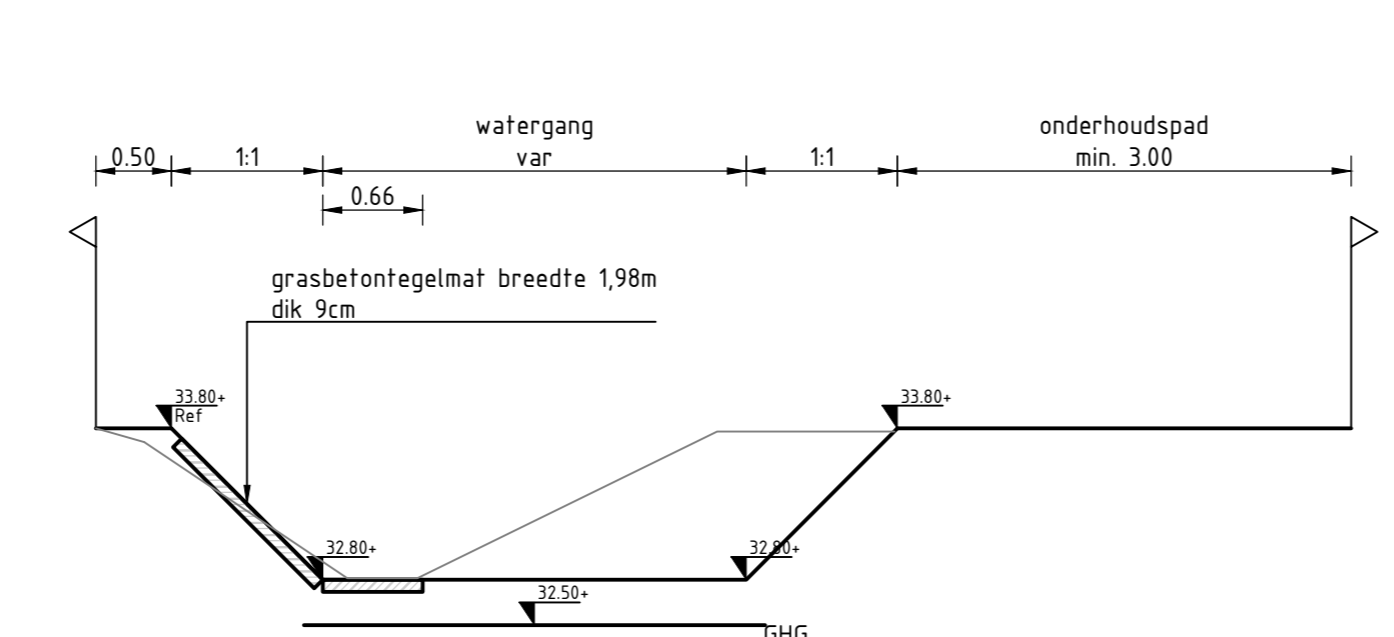 watergang
onderhoudspad
0.50
1:1
var
1:1
min. 3.00
0.66
grasbetontegelmat breedte 1,98m
dik 9cm
33.80+
Ref
33.80+
32.80+
32.80+
32.50+
GHG